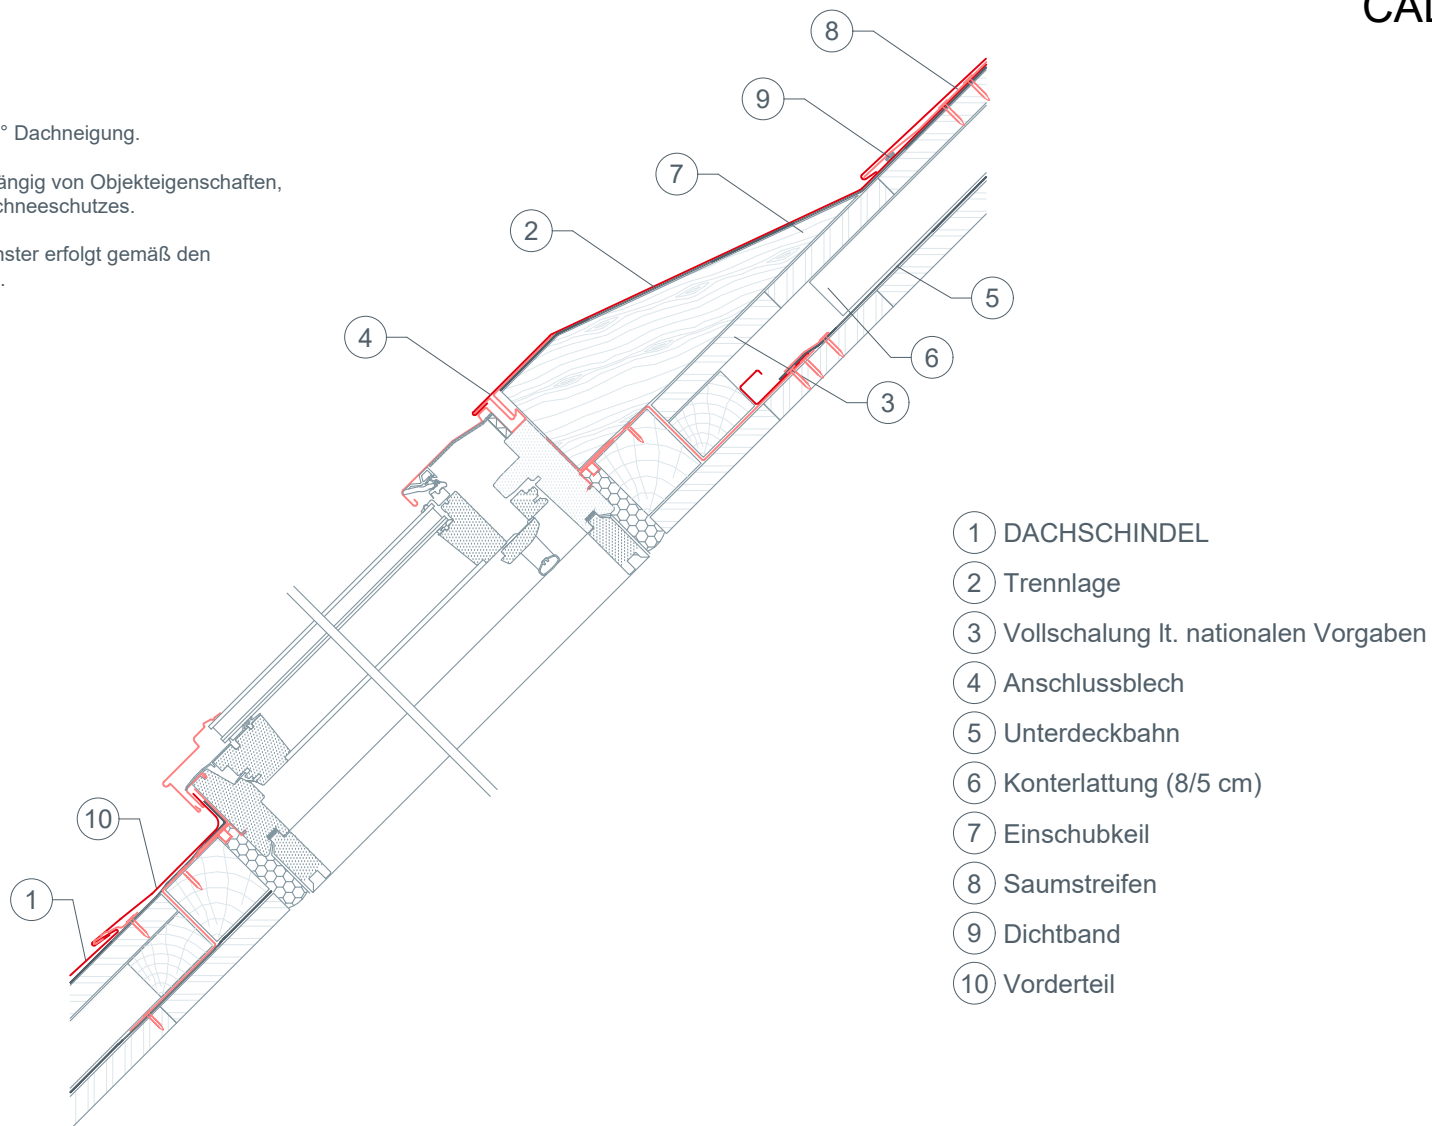 ° Dachneigung.
ängig von Objekteigenschaften,
chneeschutzes.
nster erfolgt gemäß den
.
8
9
7
2
4
5
6
3
10
1
1 DACHSCHINDEL
2 Trennlage
3 Vollschalung lt. nationalen Vorgaben
4 Anschlussblech
5 Unterdeckbahn
6 Konterlattung (8/5 cm)
7 Einschubkeil
8 Saumstreifen
9 Dichtband
10 Vorderteil